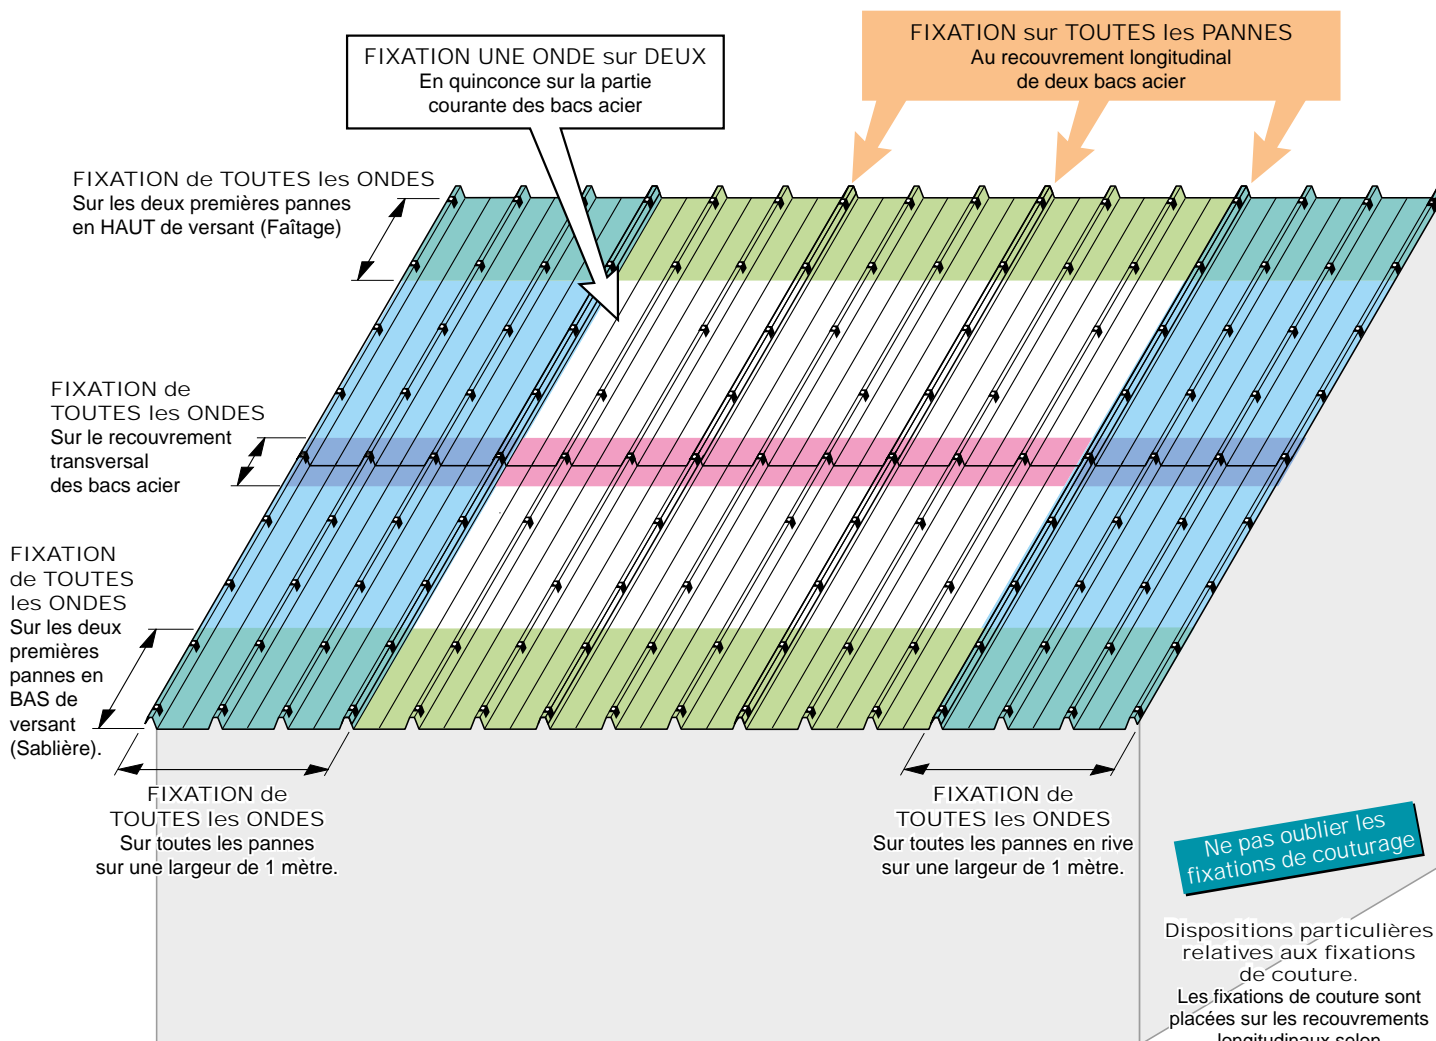 FIXATION UNE ONDE sur DEUX
En quinconce sur la partie
courante des bacs acier
FIXATION sur TOUTES les PANNES
Au recouvrement longitudinal
de deux bacs acier
FIXATION de TOUTES les ONDES
Sur les deux premières pannes
en HAUT de versant (Faîtage)
FIXATION de
TOUTES les ONDES
Sur le recouvrement
transversal
des bacs acier
FIXATION
de TOUTES
les ONDES
Sur les deux
premières
pannes en
BAS de
versant
(Sablière).
FIXATION de
TOUTES les ONDES
Sur toutes les pannes
sur une largeur de 1 mètre.
FIXATION de
TOUTES les ONDES
Sur toutes les pannes en rive
sur une largeur de 1 mètre.
Ne pas oublier les
fixations de couturage
Dispositions particulières
relatives aux fixations
de couture.
Les fixations de couture sont
placées sur les recouvrements
longitudinaux selon